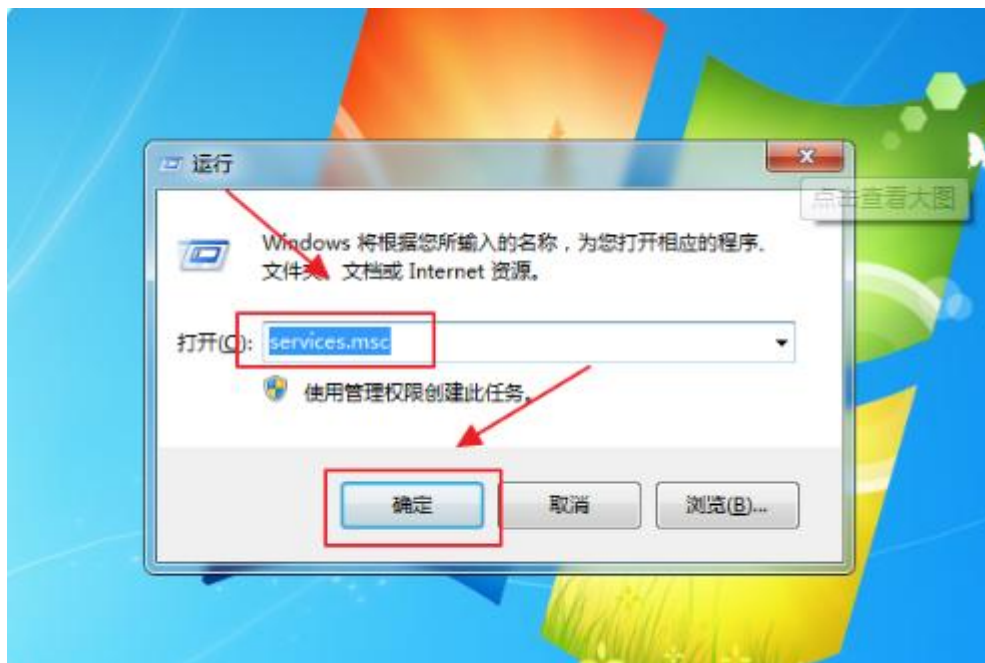 运行
点击查看大图
Windows 将根据您所输入的名称，为您打开相应的程序、
文件夹、文档或 Internet 资源。
打开(O): services.msc
使用管理权限创建此任务。
确定 取消 浏览(B)...